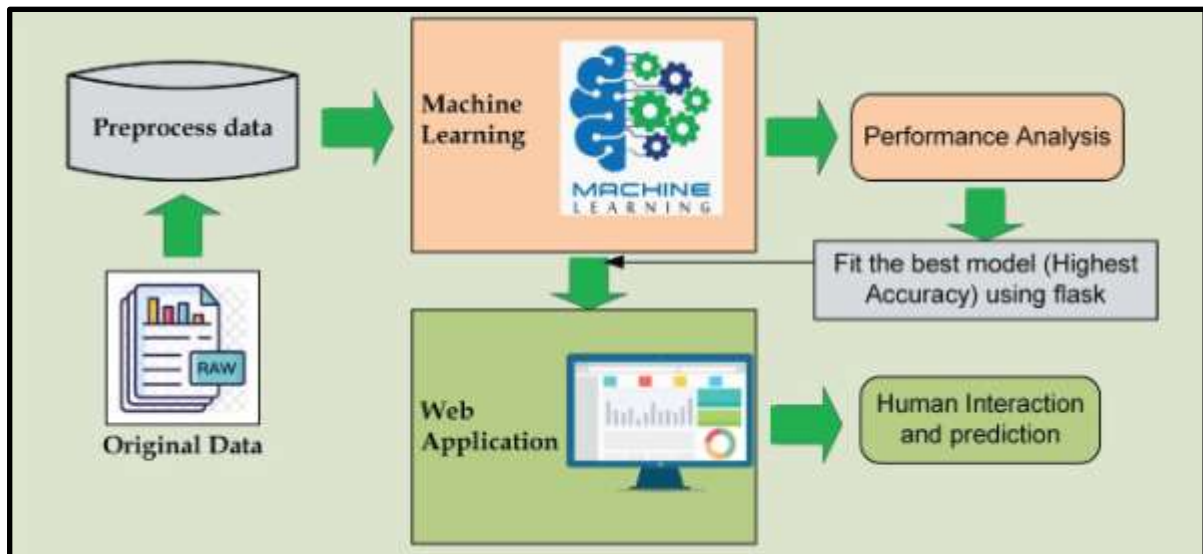 Preprocess data
Machine
Learning
MACHINE
LEARNING
Performance Analysis
Fit the best model (Highest
Accuracy) using flask
RAW
Original Data
Web
Application
Human Interaction
and prediction